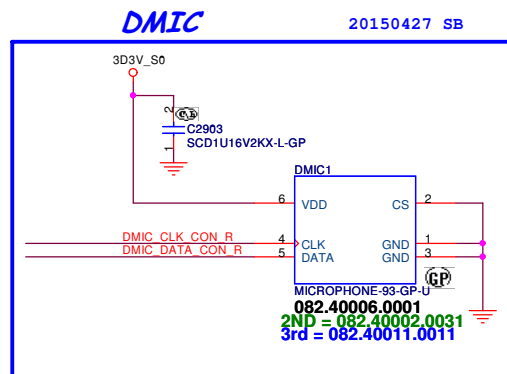 DMIC
20150427 SB
3D3V_S0
2
C2903
SCD1U16V2KX-L-GP
1
DMIC1
6 VDD CS 2
DMIC_CLK_CON_R 4 CLK GND 1
DMIC_DATA_CON_R 5 DATA GND 3
GP
MICROPHONE-93-GP-U
082.40006.0001
2ND = 082.40002.0031
3rd = 082.40011.0011